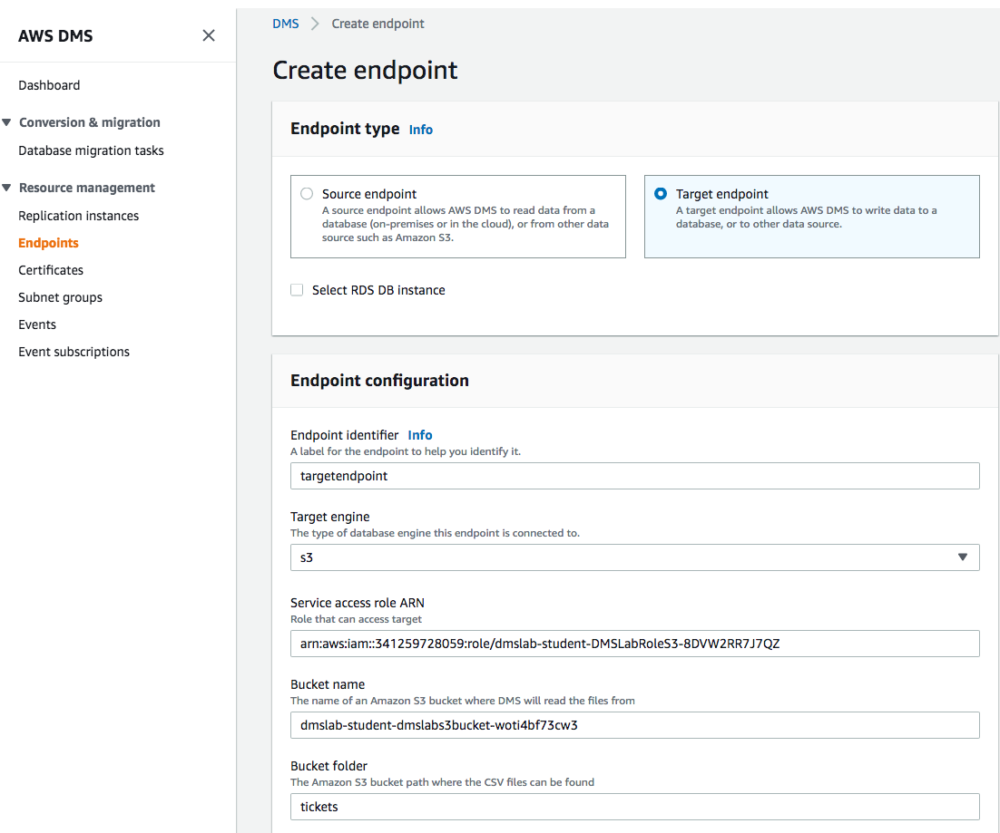 AWS DMS
Dashboard
Conversion & migration
Database migration tasks
Resource management
Replication instances
Endpoints
Certificates
Subnet groups
Events
Event subscriptions
DMS Create endpoint
Create endpoint
Endpoint type Info
Source endpoint
A source endpoint allows AWS DMS to read data from a
database (on-premises or in the cloud), or from other data
source such as Amazon S3.
Target endpoint
A target endpoint allows AWS DMS to write data to a
database, or to other data source.
Select RDS DB instance
Endpoint configuration
Endpoint identifier Info
A label for the endpoint to help you identify it.
targetendpoint
Target engine
The type of database engine this endpoint is connected to.
s3
Service access role ARN
Role that can access target
arn:aws:iam::341259728059:role/dmslab-student-DMSLabRoleS3-8DVW2RR7J7QZ
Bucket name
The name of an Amazon S3 bucket where DMS will read the files from
dmslab-student-dmslabs3bucket-woti4bf73cw3
Bucket folder
The Amazon S3 bucket path where the CSV files can be found
tickets